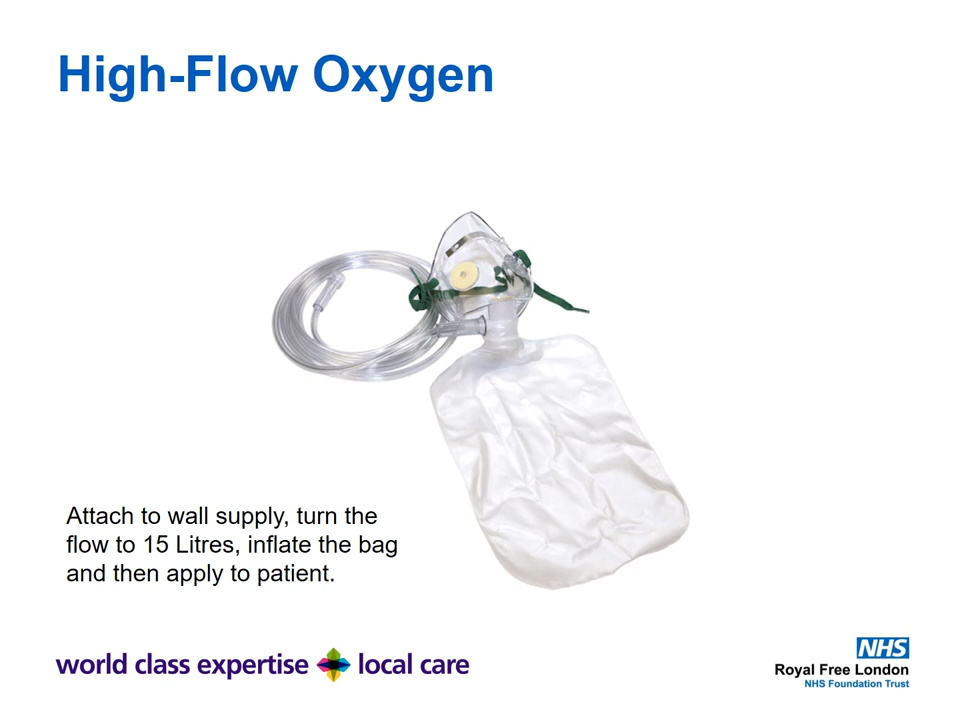 High-Flow Oxygen
Attach to wall supply, turn the
flow to 15 Litres, inflate the bag
and then apply to patient.
world class expertise local care
NHS
Royal Free London
NHS Foundation Trust